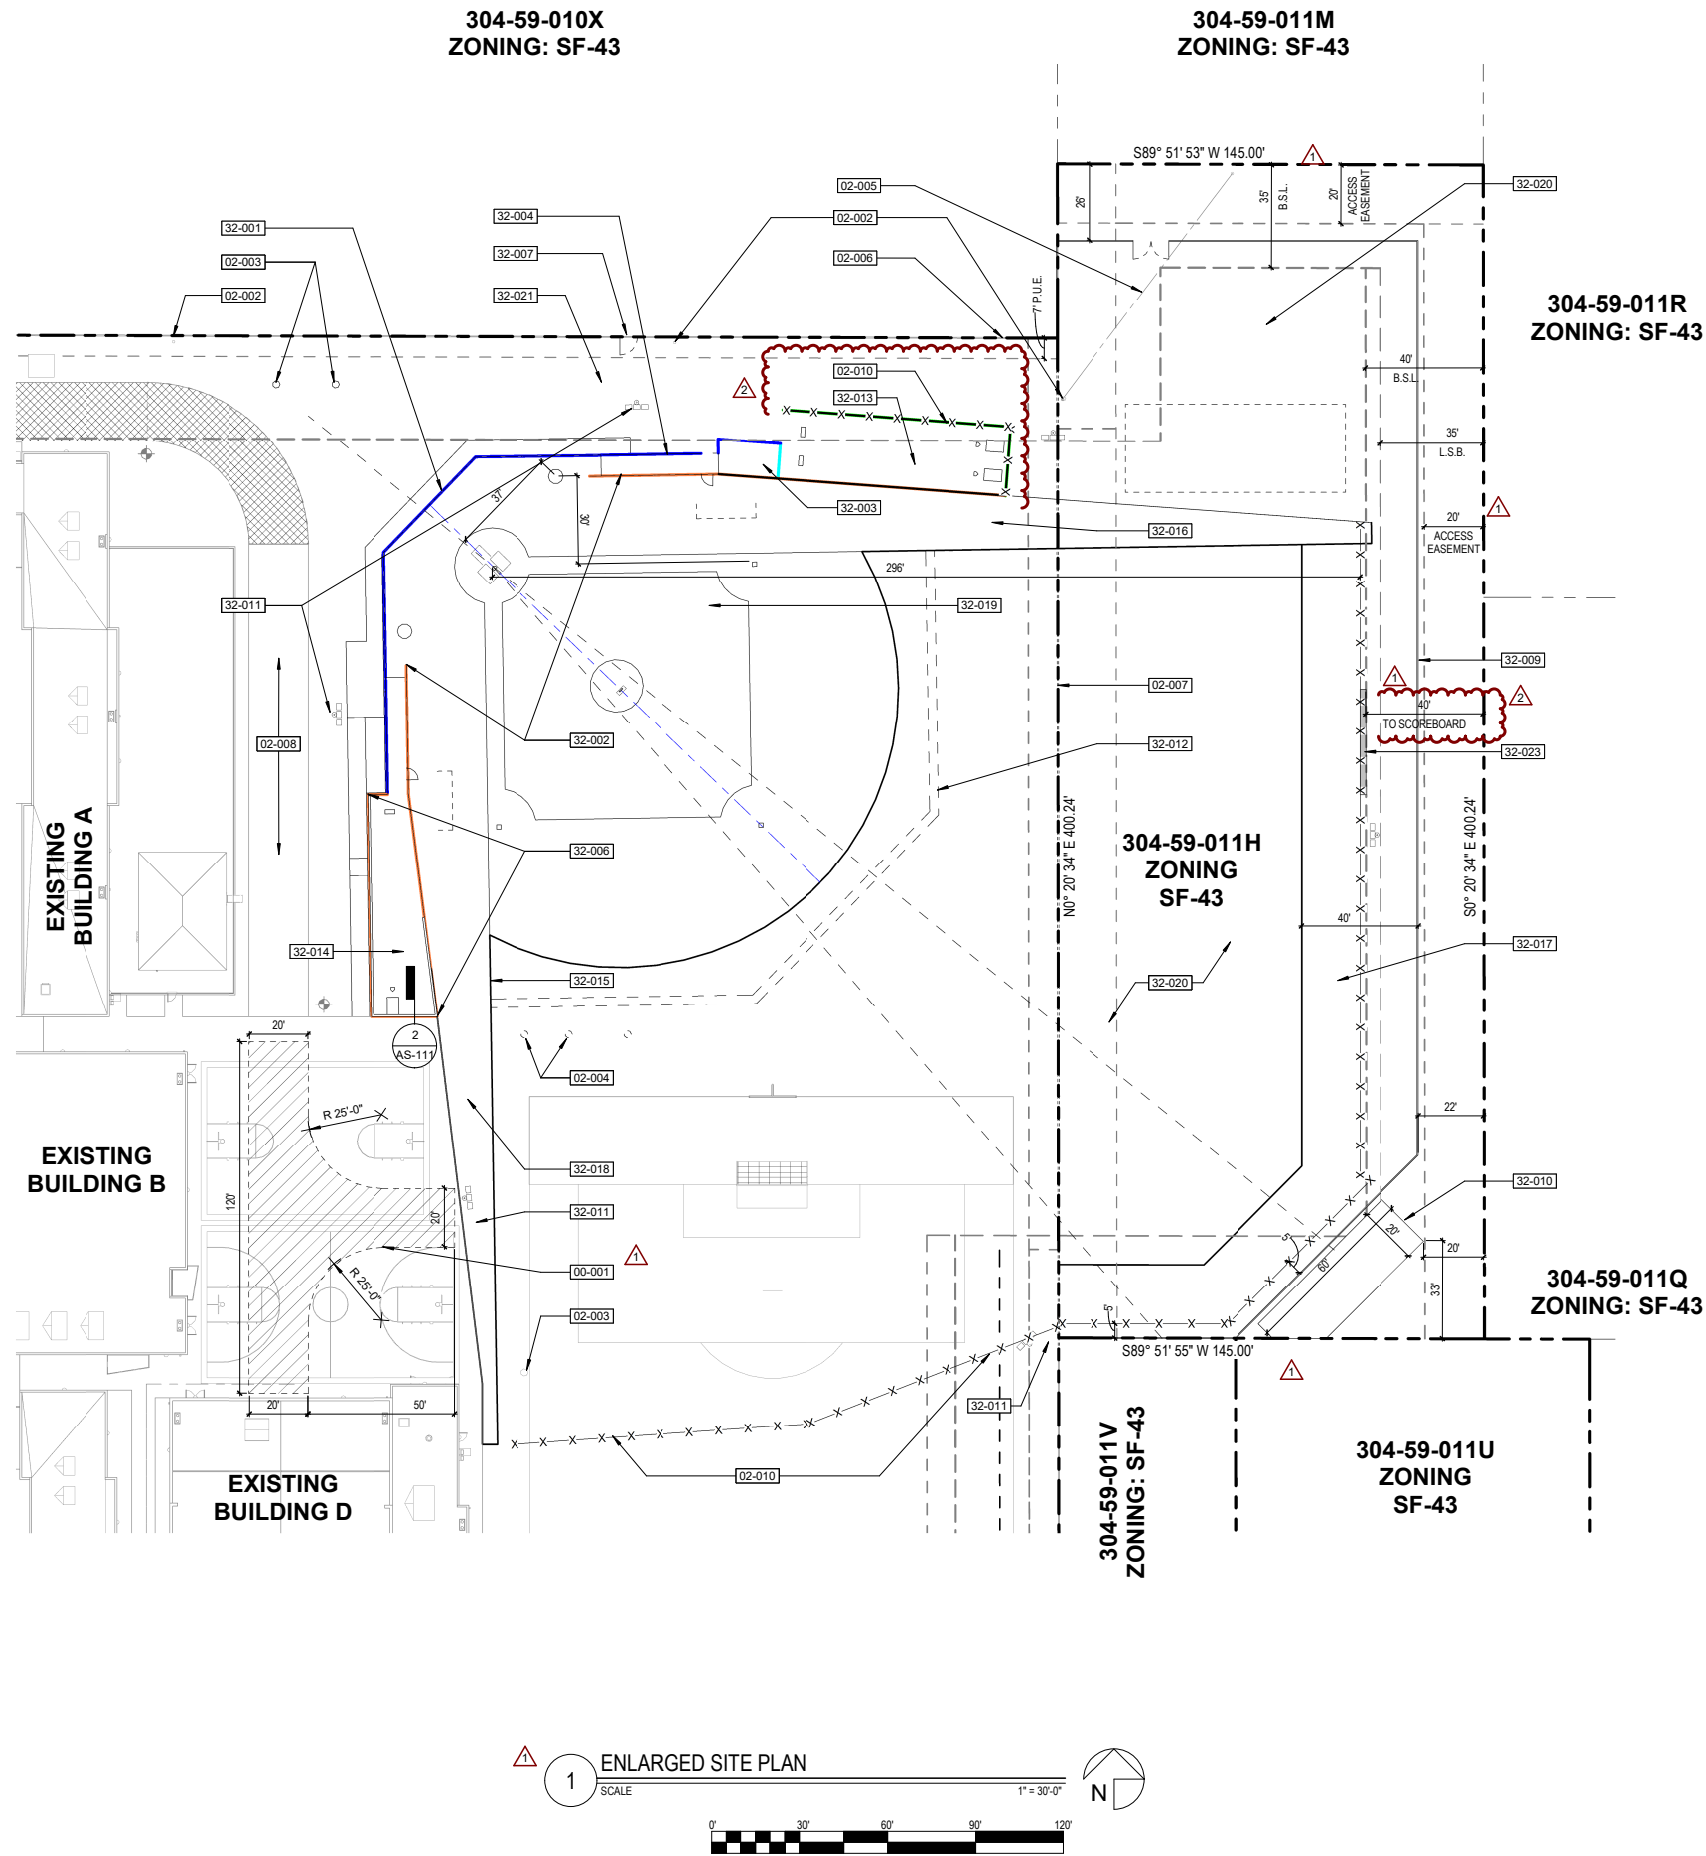 304-59-010X
ZONING: SF-43
304-59-011M
ZONING: SF-43
S89° 51' 53" W 145.00'
1
02-005
32-020
32-004
02-002
26'
35'
B.S.L.
20'
ACCESS
EASEMENT
32-001
32-007
02-006
02-003
02-002
32-021
7' P.U.E.
304-59-011R
ZONING: SF-43
40'
B.S.L.
2
02-010
32-013
35'
L.S.B.
37'
30'
32-003
32-016
20'
1
ACCESS
EASEMENT
296'
32-011
32-019
32-009
02-007
1
2
40'
TO SCOREBOARD
32-023
02-008
32-002
32-012
N0° 20' 34" E 400.24'
S0° 20' 34" E 400.24'
304-59-011H
ZONING
SF-43
EXISTING
BUILDING A
32-006
40'
32-014
32-015
32-020
32-017
20'
2
AS-111
02-004
R 25'-0"
22'
EXISTING
BUILDING B
120'
32-018
32-010
20'
32-011
20'
20'
5'
60'
33'
1
00-001
R 25'-0"
304-59-011Q
ZONING: SF-43
02-003
5'
S89° 51' 55" W 145.00'
1
20'
50'
32-011
304-59-011V
ZONING: SF-43
304-59-011U
ZONING
SF-43
02-010
EXISTING
BUILDING D
1
1
ENLARGED SITE PLAN
SCALE
1" = 30'-0"
N
0'
30'
60'
90'
120'